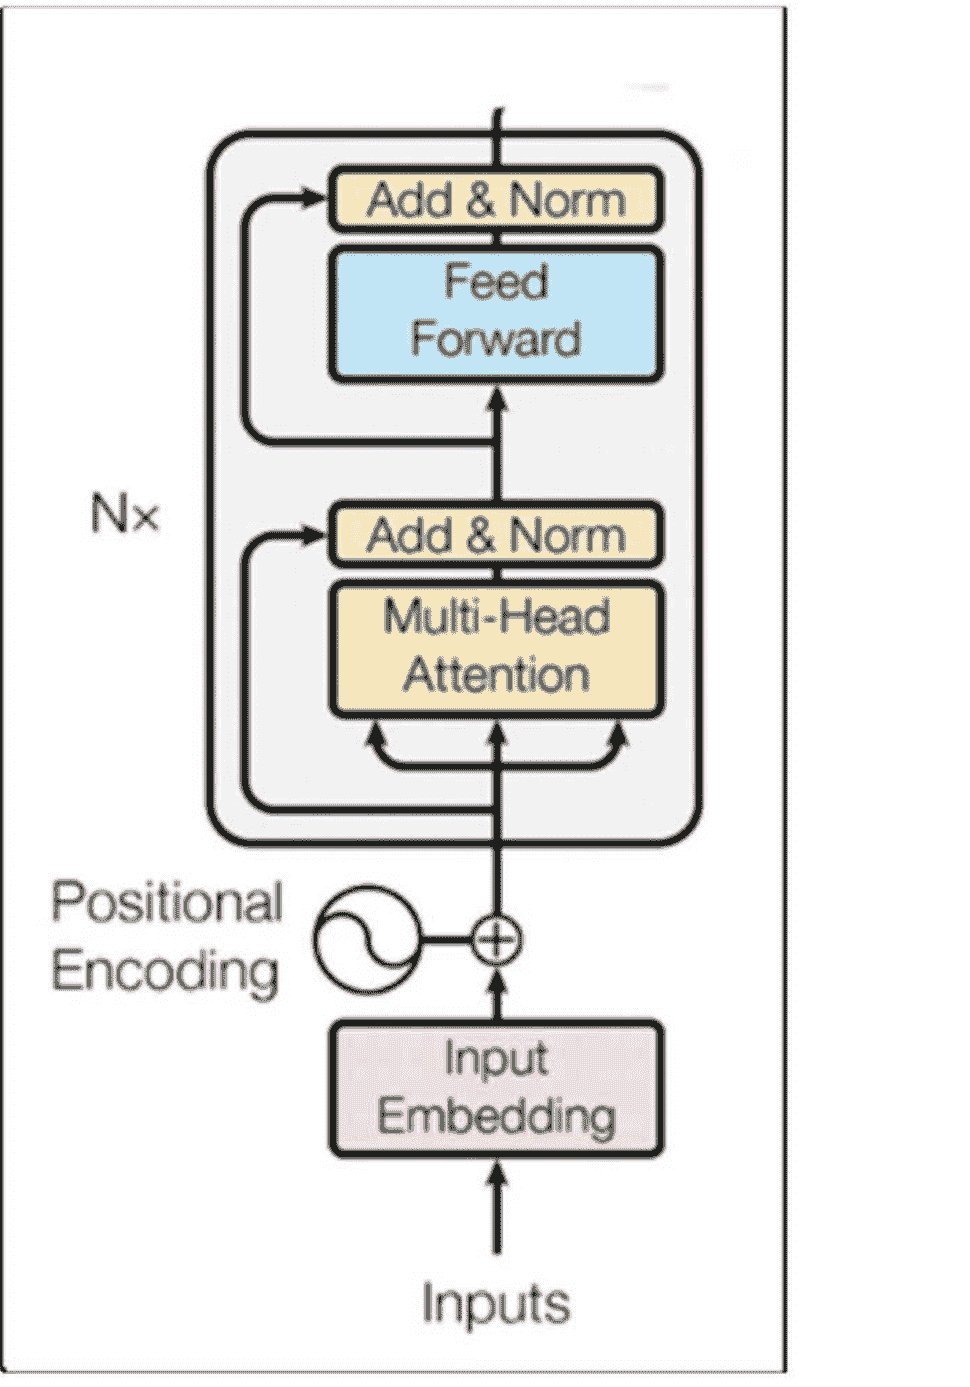 Add & Norm
Feed
Forward
Nx
Add & Norm
Multi-Head
Attention
Positional
Encoding
Input
Embedding
Inputs